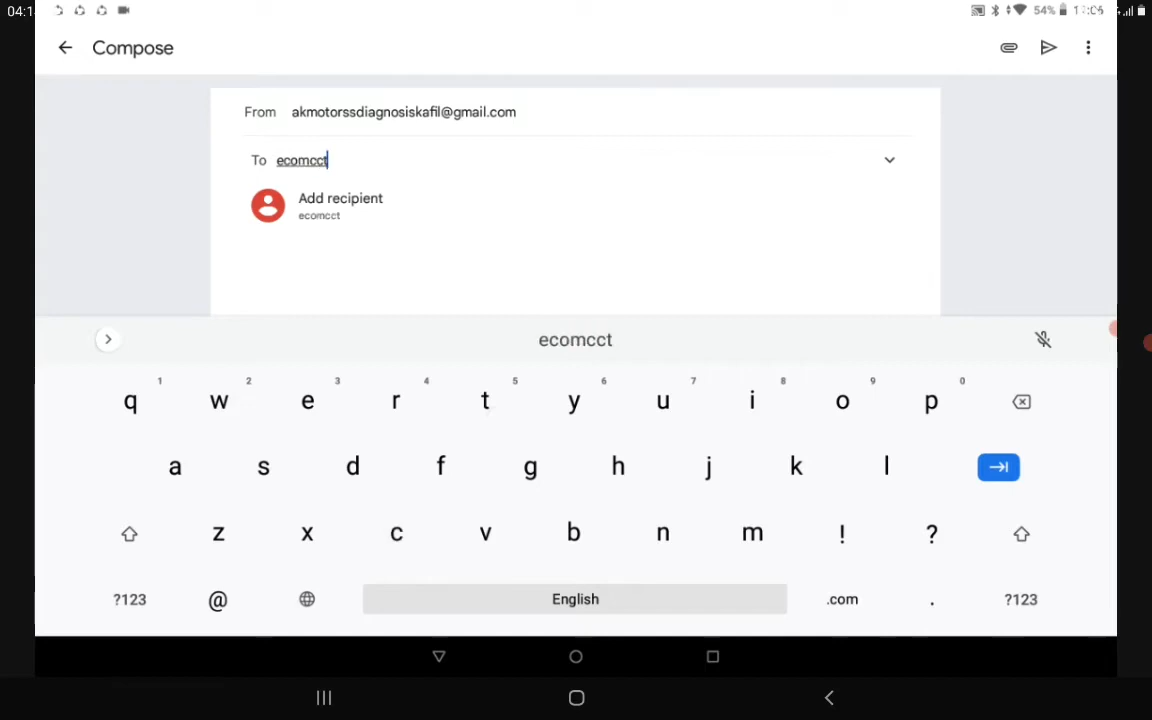 54%
Compose
From akmotorssdiagnosiskafil@gmail.com
To ecomcct
Add recipient
ecomcct
ecomcct
1 2 3 4 5 6 7 8 9 0
q w e r t y u i o p
a s d f g h j k l
z x c v b n m ! ?
?123 @ English .com . ?123